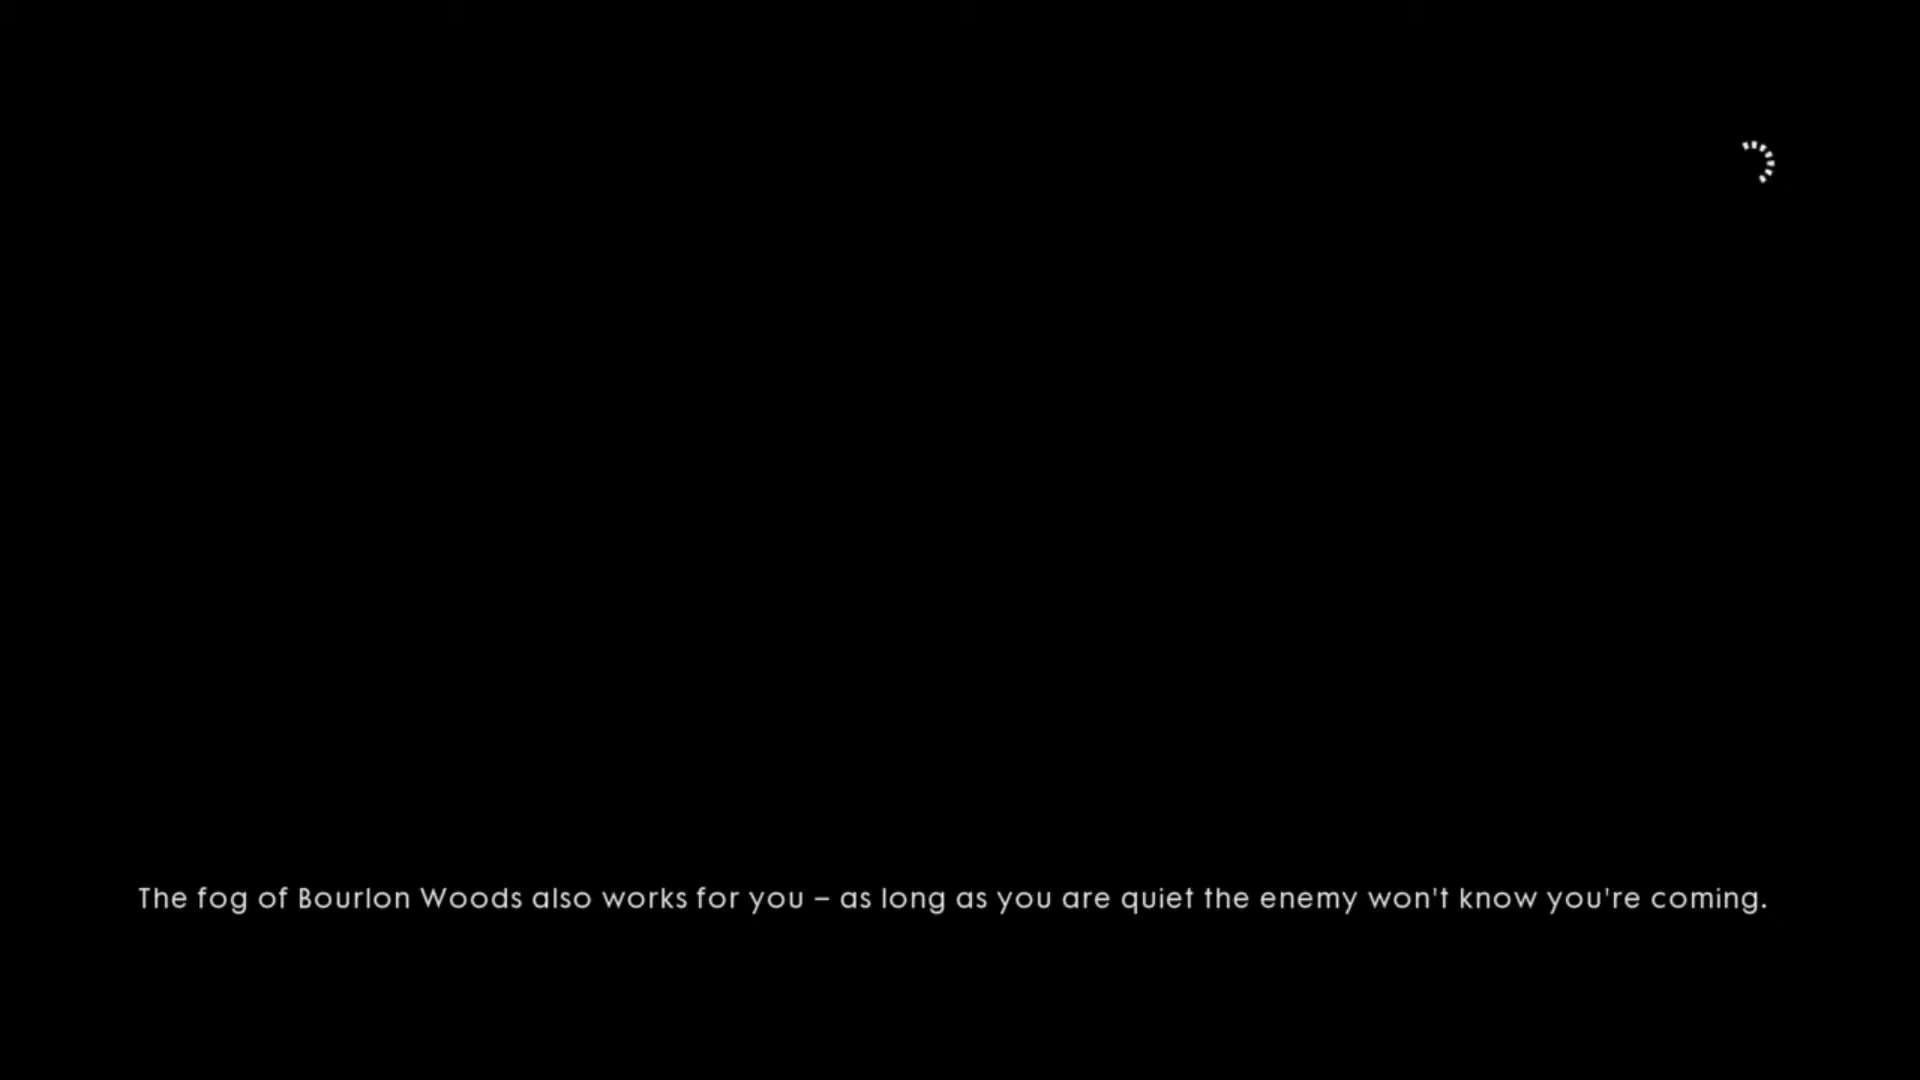 The fog of Bourlon Woods also works for you – as long as you are quiet the enemy won't know you're coming.